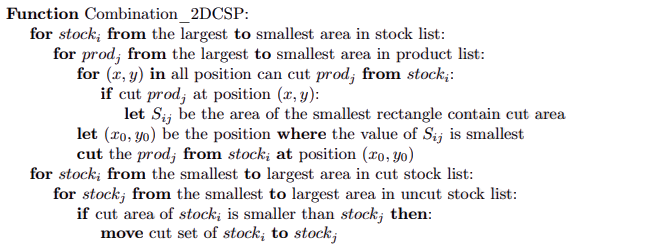 Function Combination_2DCSP:
for stock_i from the largest to smallest area in stock list:
for prod_j from the largest to smallest area in product list:
for (x, y) in all position can cut prod_j from stock_i:
if cut prod_j at position (x, y):
let S_ij be the area of the smallest rectangle contain cut area
let (x_0, y_0) be the position where the value of S_ij is smallest
cut the prod_j from stock_i at position (x_0, y_0)
for stock_i from the smallest to largest area in cut stock list:
for stock_j from the smallest to largest area in uncut stock list:
if cut area of stock_i is smaller than stock_j then:
move cut set of stock_i to stock_j